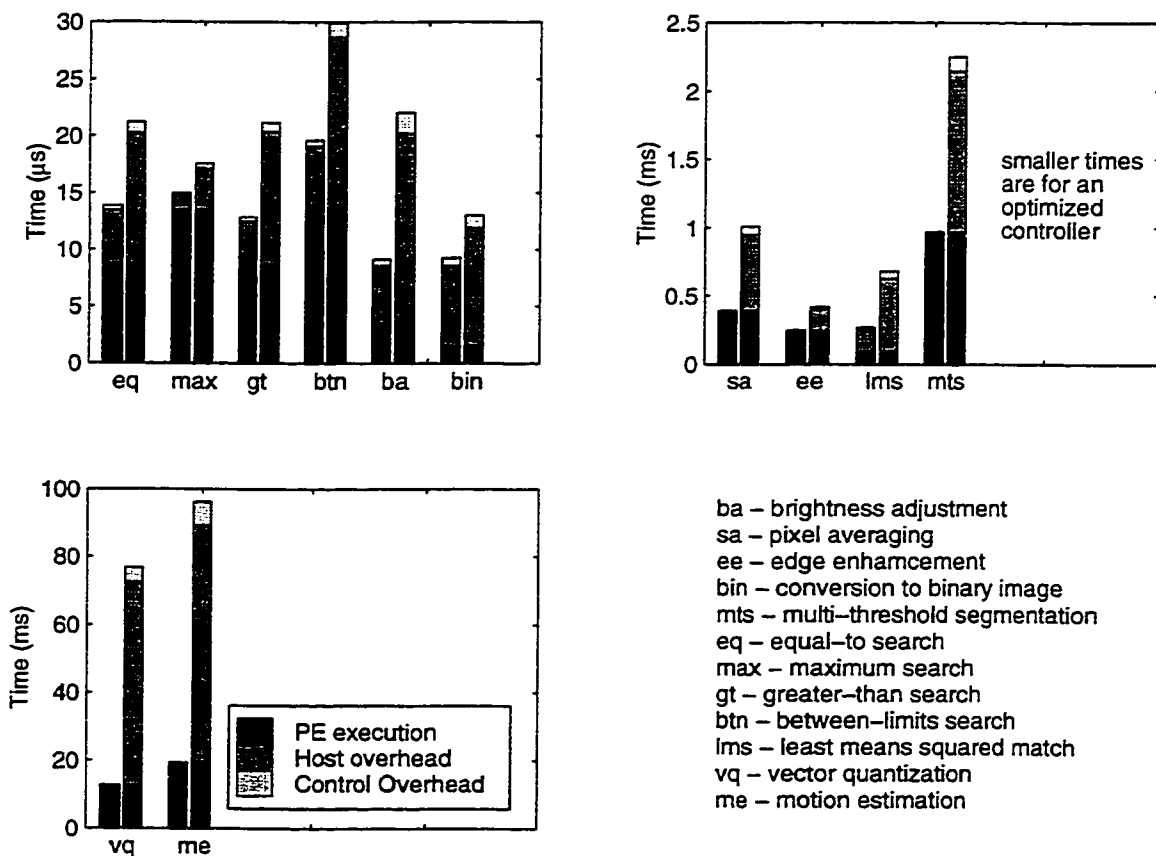 30
25
20
15
10
5
0
Time (µs)
eq max gt btn ba bin
2.5
2
1.5
1
0.5
0
Time (ms)
sa ee lms mts
smaller times
are for an
optimized
controller
100
80
60
40
20
0
Time (ms)
vq me
PE execution
Host overhead
Control Overhead
ba – brightness adjustment
sa – pixel averaging
ee – edge enhamcement
bin – conversion to binary image
mts – multi–threshold segmentation
eq – equal–to search
max – maximum search
gt – greater–than search
btn – between–limits search
lms – least means squared match
vq – vector quantization
me – motion estimation